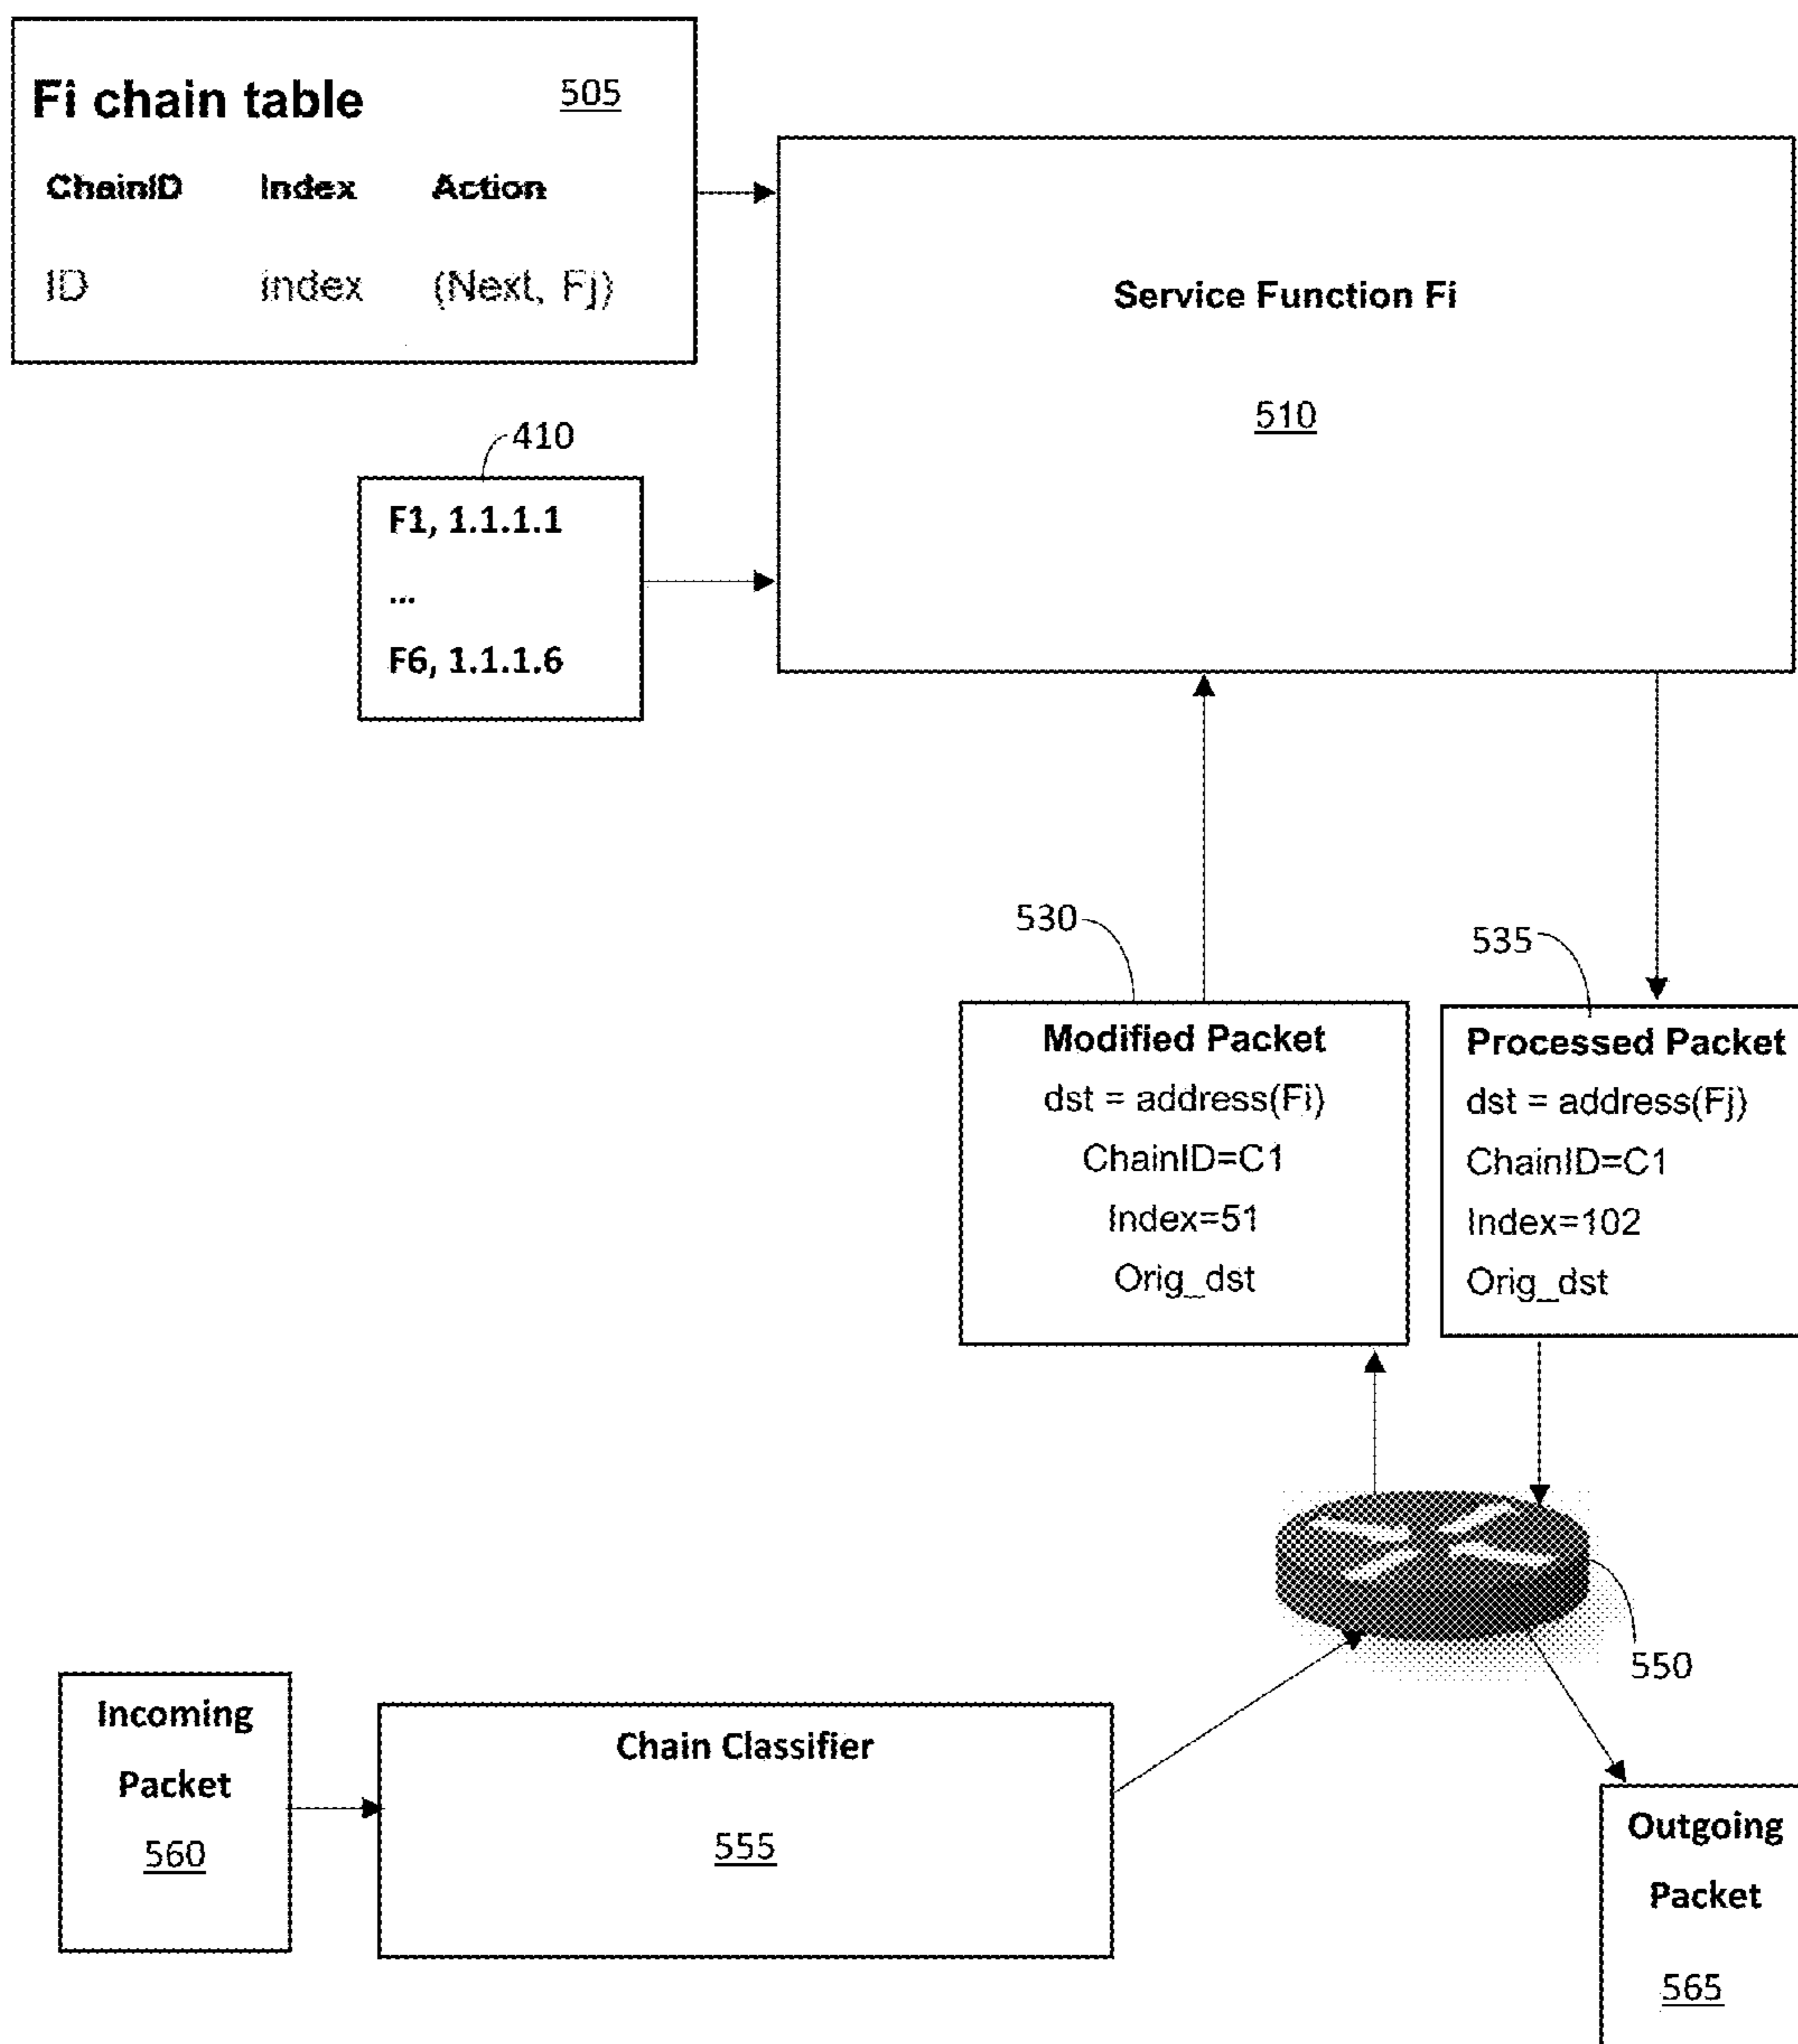 Fi chain table 505
ChainID Index Action
ID index (Next, Fj)
Service Function Fi
510
410
F1, 1.1.1.1
...
F6, 1.1.1.6
530
535
Modified Packet
dst = address(Fi)
ChainID=C1
Index=51
Orig_dst
Processed Packet
dst = address(Fj)
ChainID=C1
Index=102
Orig_dst
550
Incoming
Packet
560
Chain Classifier
555
Outgoing
Packet
565